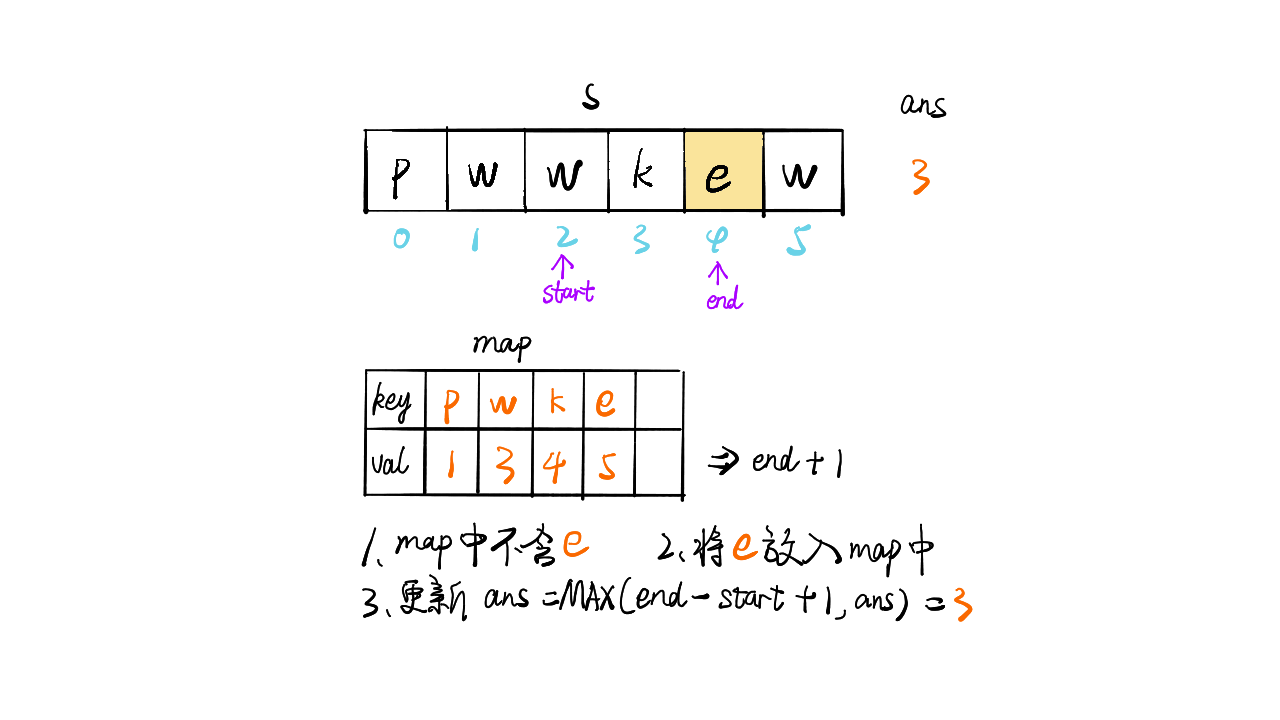 s
ans
p w w k e w
3
0 1 2 3 4 5
start end
map
key p w k e
val 1 3 4 5 ⇒ end + 1
1、map中不含e 2、将e放入map中
3、更新 ans = MAX(end - start + 1, ans) = 3